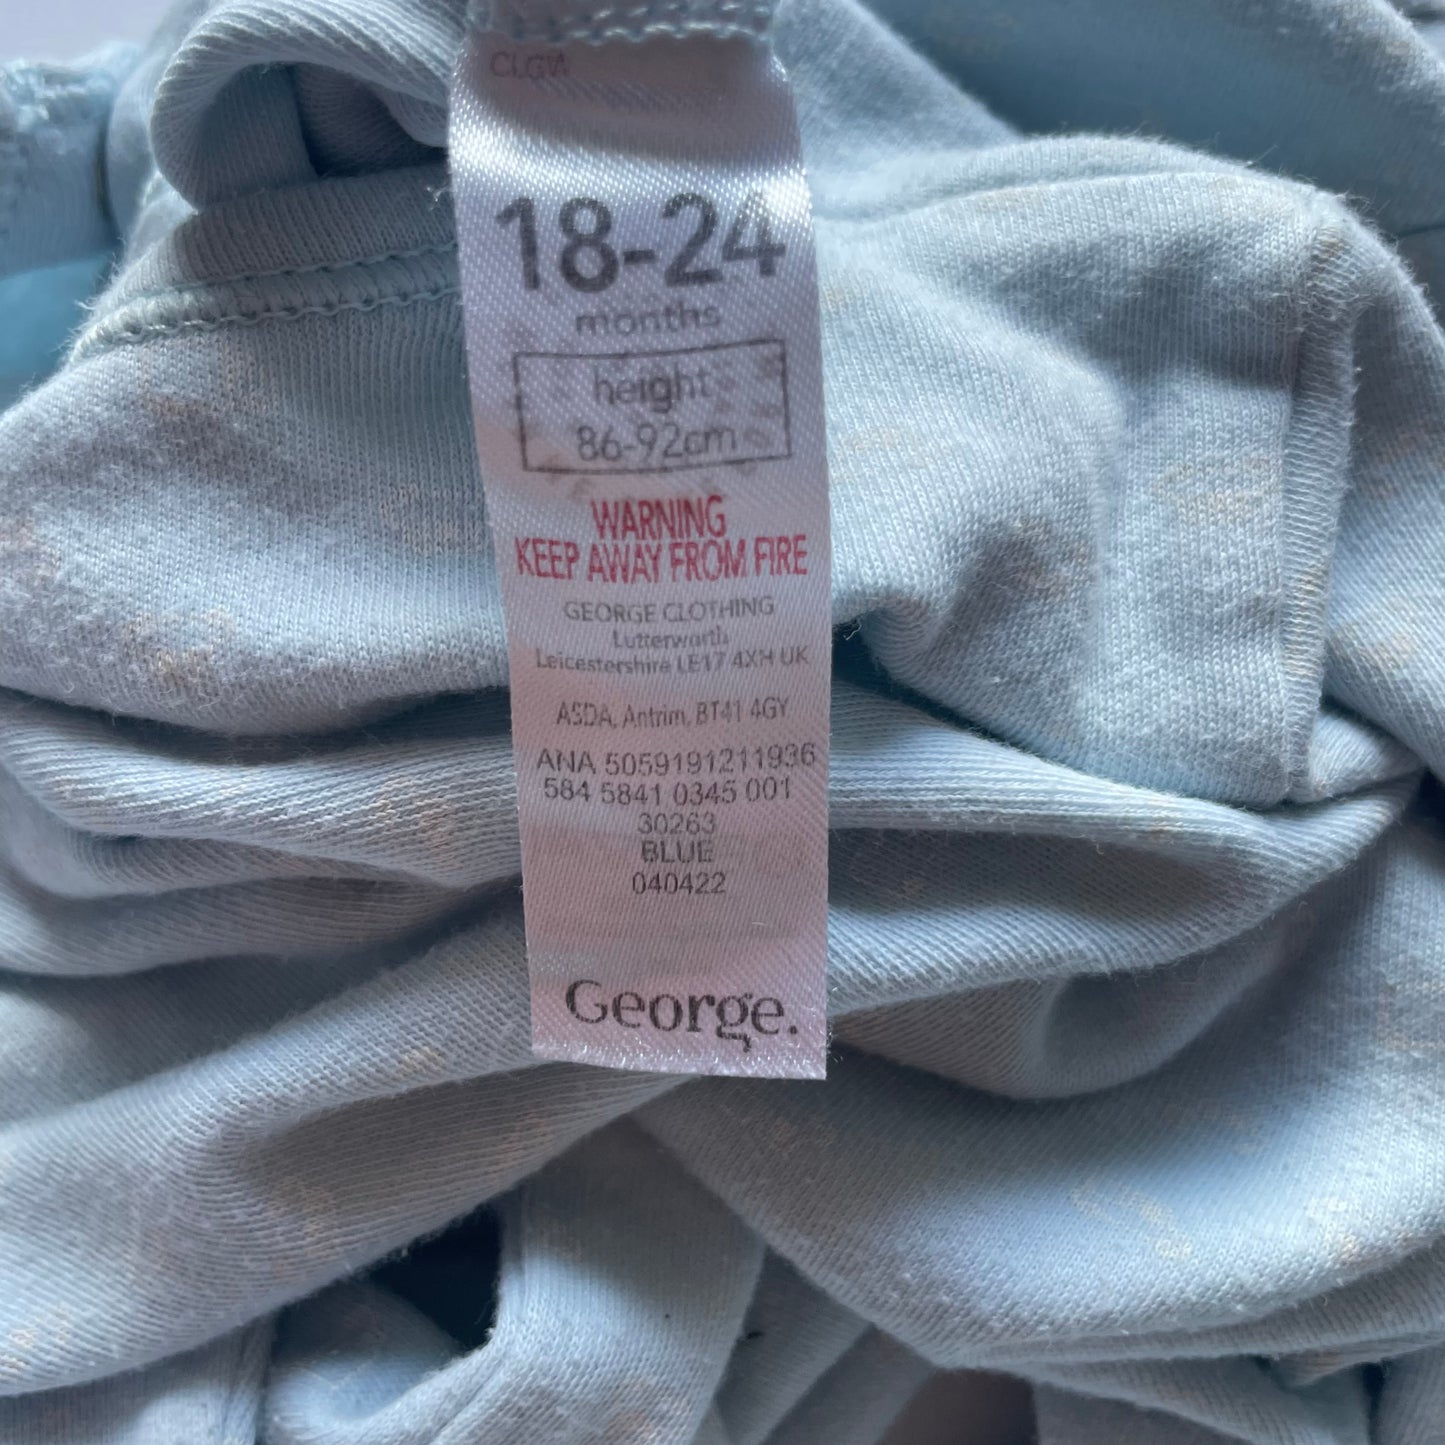 18-24
months
height
86-92cm
WARNING
KEEP AWAY FROM FIRE
GEORGE CLOTHING
Lutterworth
Leicestershire LE17 4XH UK
ASDA, Antrim, BT41 4GY
ANA 5059191211936
584 5841 0345 001
30263
BLUE
040422
George.